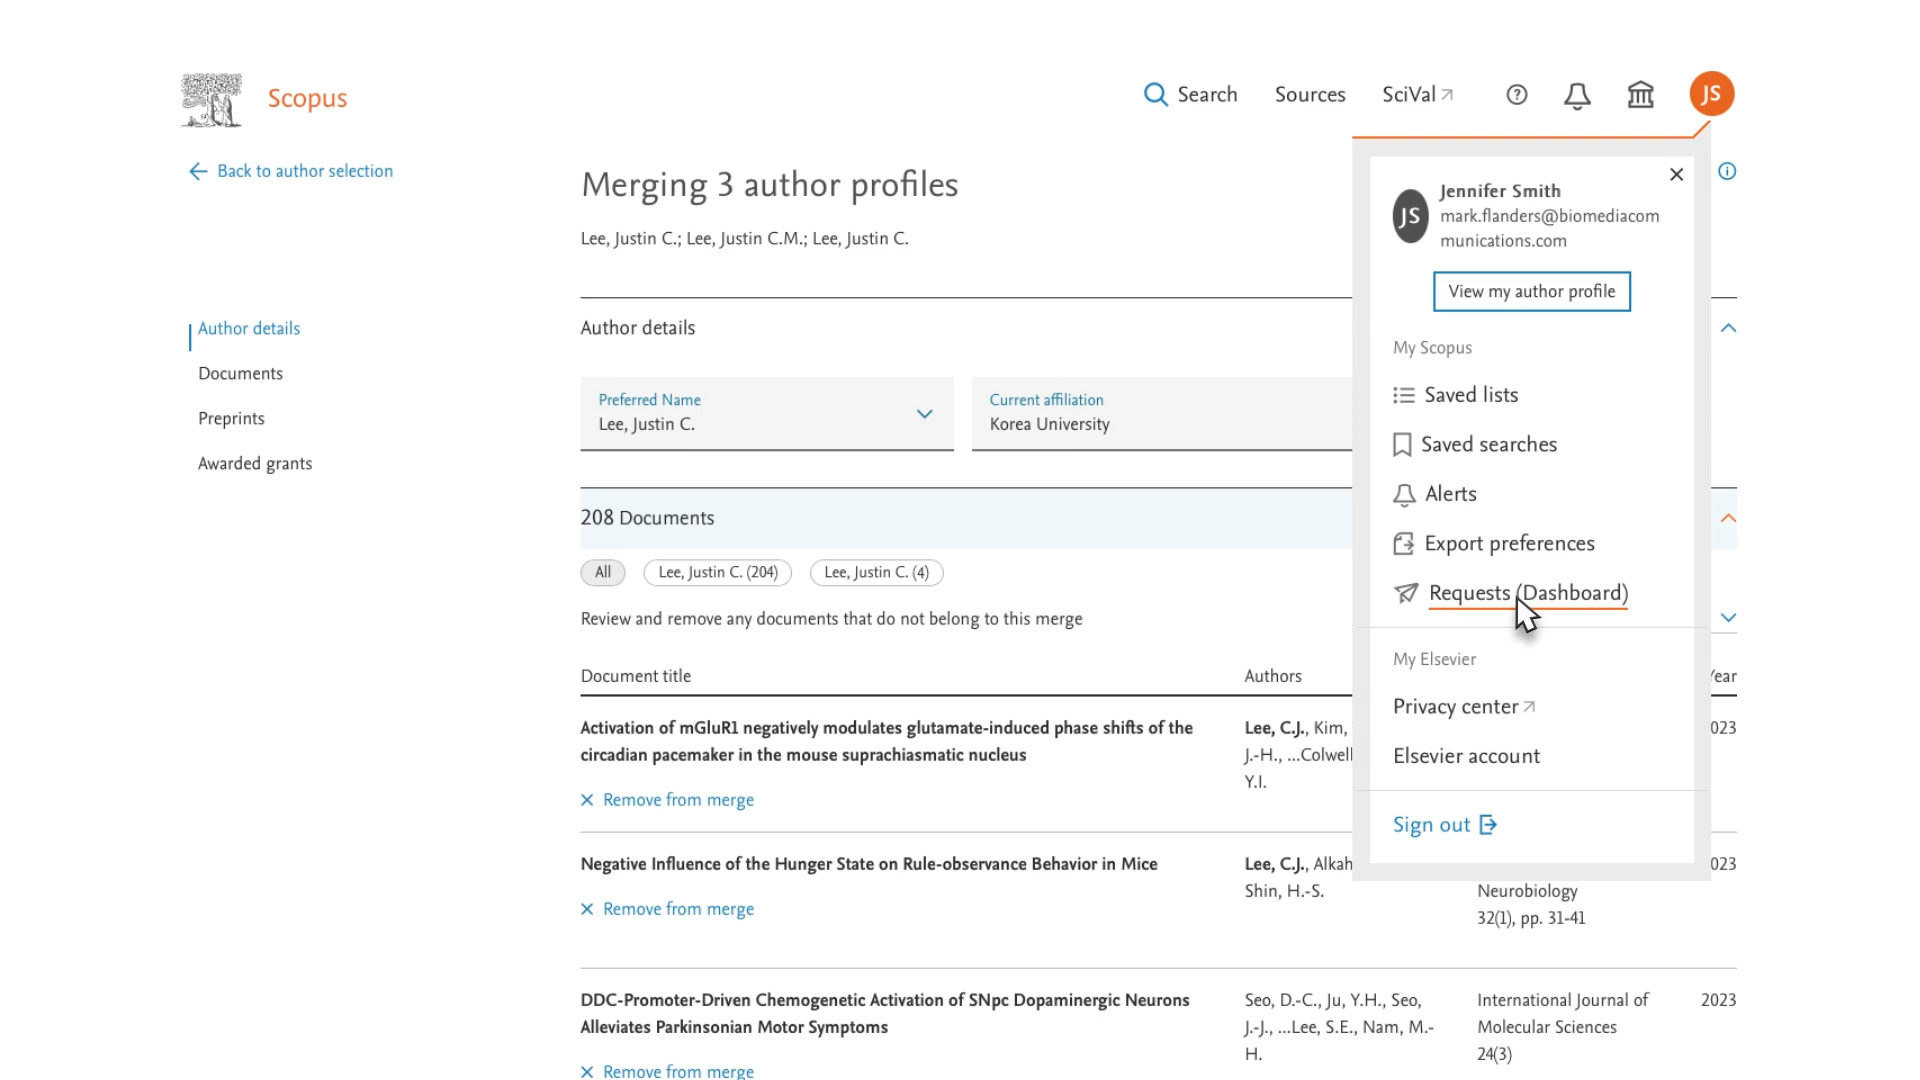 Scopus
Search
Sources
SciVal
JS
Back to author selection
Merging 3 author profiles
Lee, Justin C.; Lee, Justin C.M.; Lee, Justin C.
Author details
Documents
Preprints
Awarded grants
Author details
Preferred Name
Lee, Justin C.
Current affiliation
Korea University
208 Documents
All
Lee, Justin C. (204)
Lee, Justin C. (4)
Review and remove any documents that do not belong to this merge
Document title
Authors
Year
Activation of mGluR1 negatively modulates glutamate-induced phase shifts of the
circadian pacemaker in the mouse suprachiasmatic nucleus
Remove from merge
Lee, C.J., Kim,
J.-H., ...Colwell
Y.I.
023
Negative Influence of the Hunger State on Rule-observance Behavior in Mice
Remove from merge
Lee, C.J., Alkah
Shin, H.-S.
Neurobiology
32(1), pp. 31-41
023
DDC-Promoter-Driven Chemogenetic Activation of SNpc Dopaminergic Neurons
Alleviates Parkinsonian Motor Symptoms
Remove from merge
Seo, D.-C., Ju, Y.H., Seo,
J.-J., ...Lee, S.E., Nam, M.-
H.
International Journal of
Molecular Sciences
24(3)
2023
JS
Jennifer Smith
mark.flanders@biomediacom
munications.com
View my author profile
My Scopus
Saved lists
Saved searches
Alerts
Export preferences
Requests (Dashboard)
My Elsevier
Privacy center
Elsevier account
Sign out